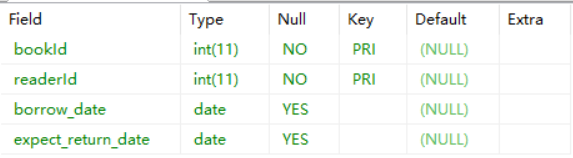 Field Type Null Key Default Extra
bookId int(11) NO PRI (NULL)
readerId int(11) NO PRI (NULL)
borrow_date date YES (NULL)
expect_return_date date YES (NULL)